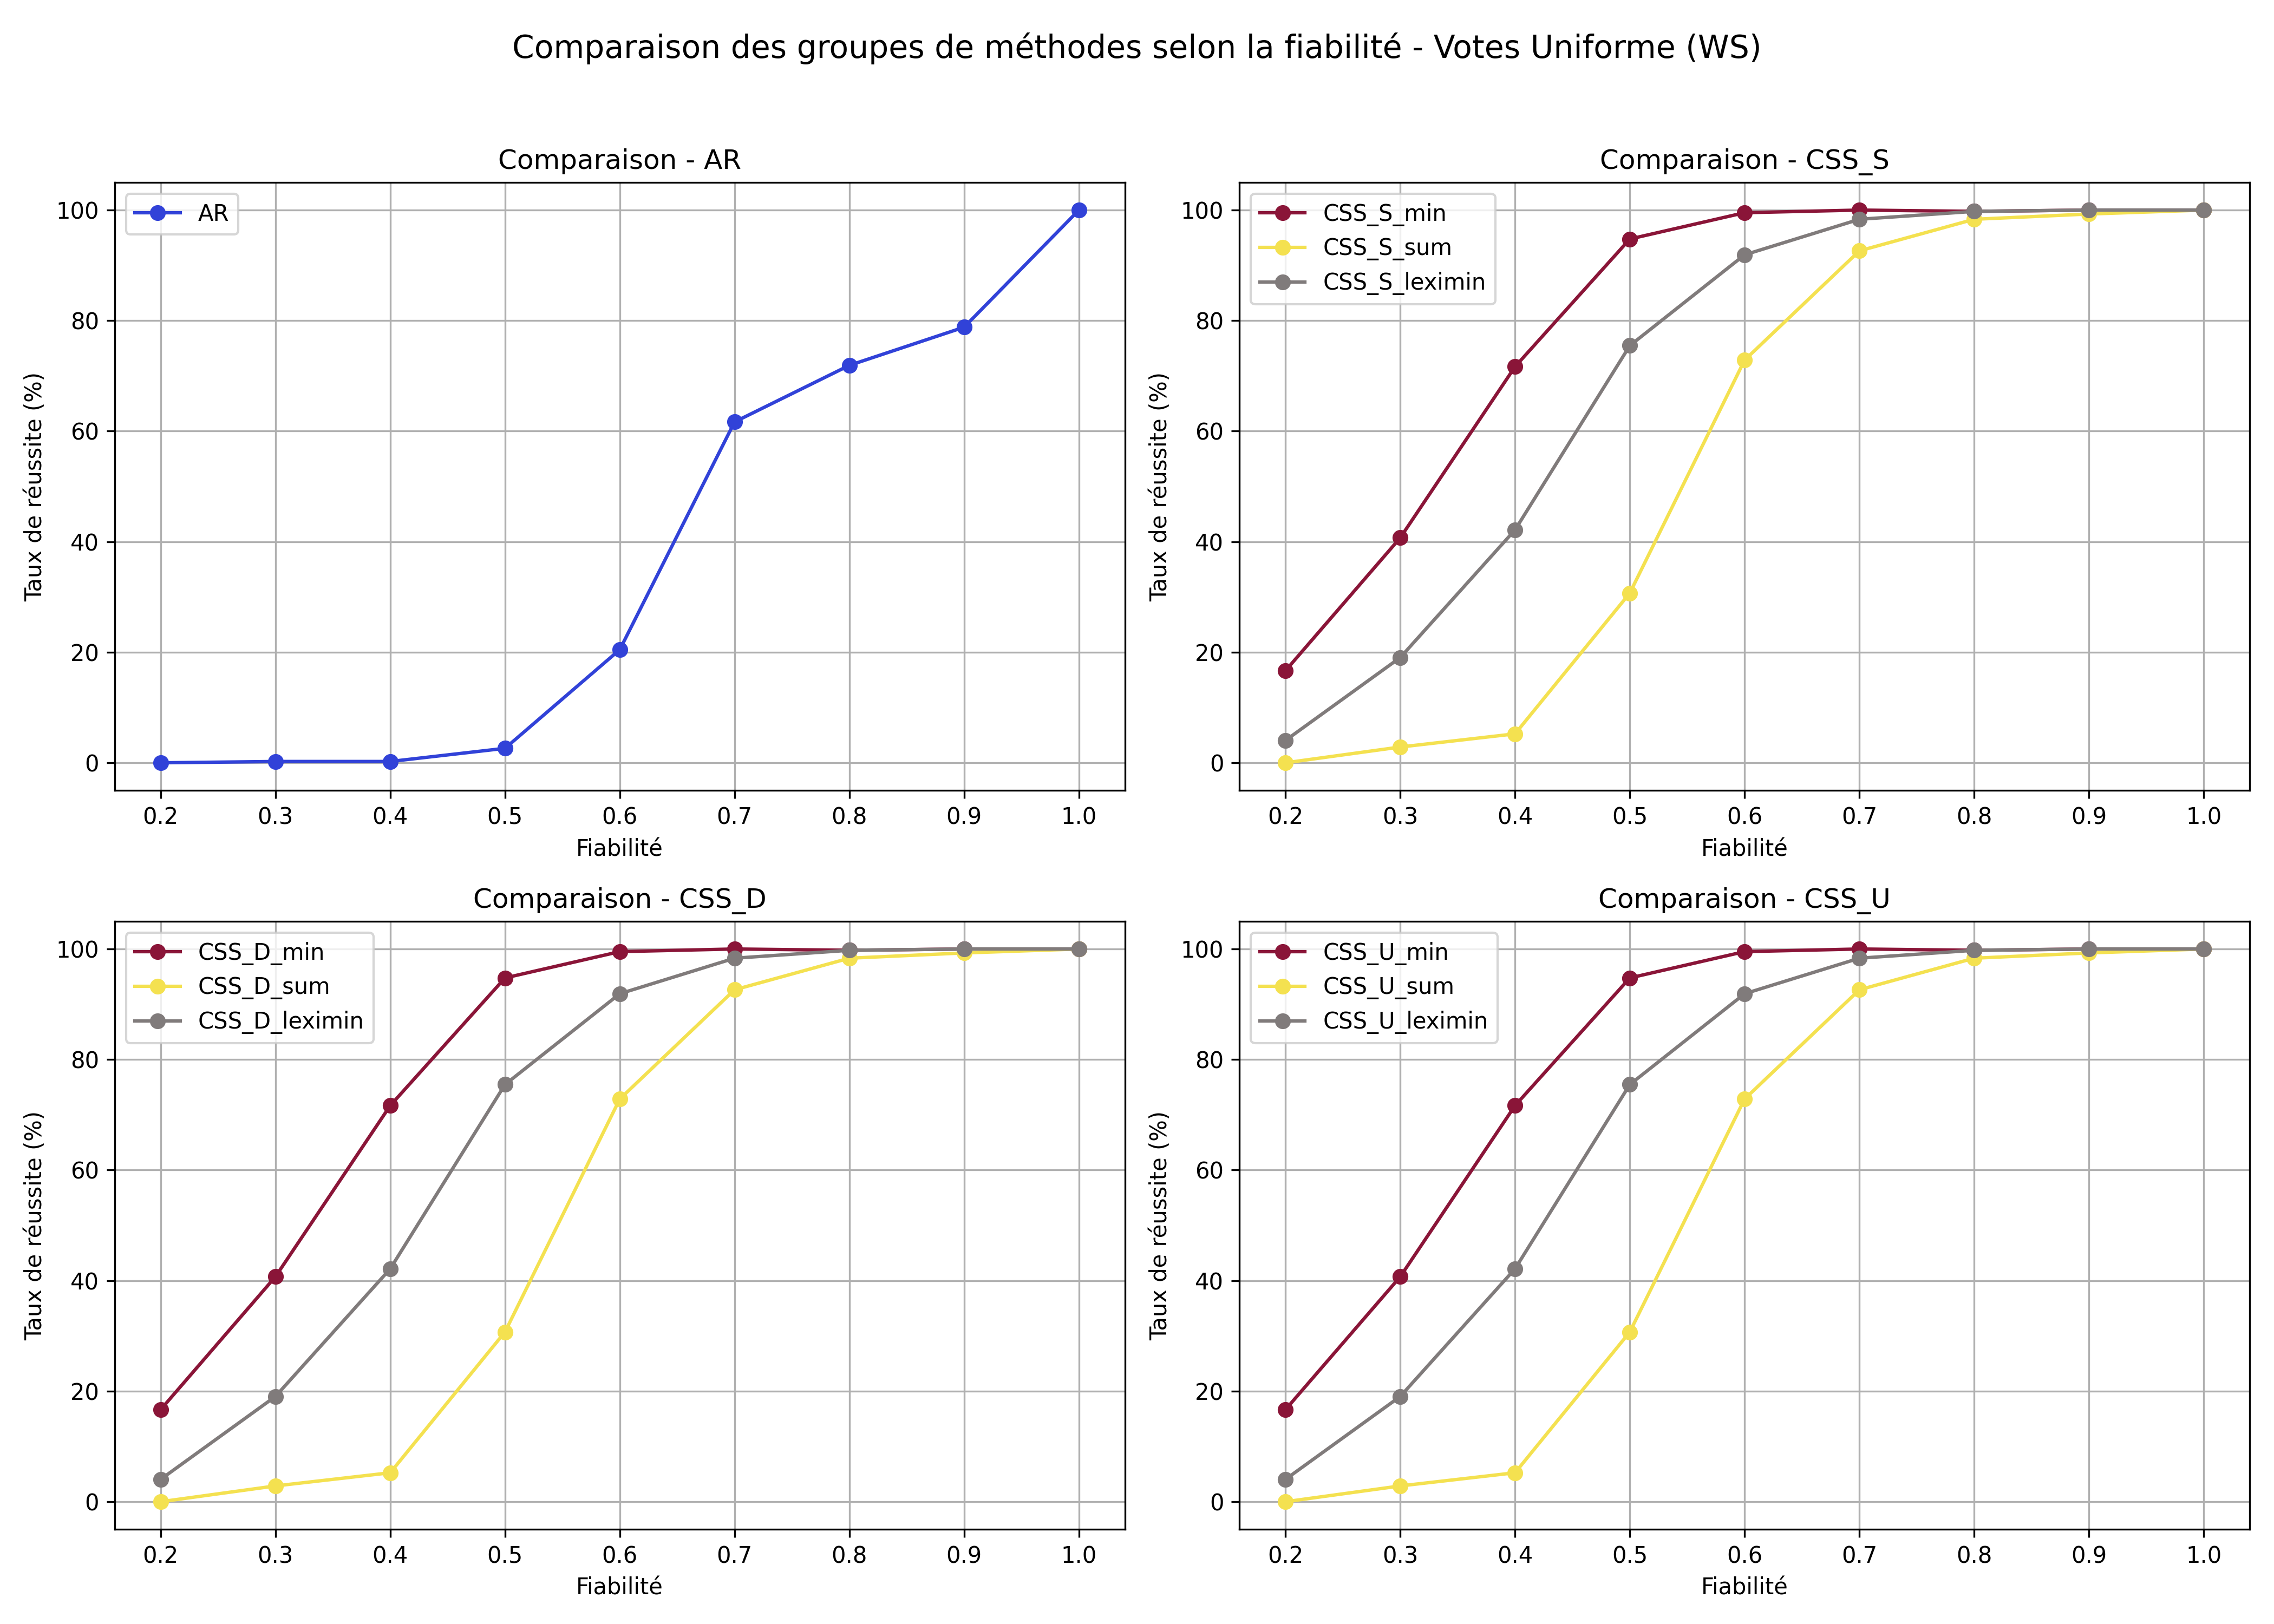 Comparaison des groupes de méthodes selon la fiabilité - Votes Uniforme (WS)
Comparaison - AR
AR
100
80
60
40
20
0
Taux de réussite (%)
0.2 0.3 0.4 0.5 0.6 0.7 0.8 0.9 1.0
Fiabilité
Comparaison - CSS_S
CSS_S_min
CSS_S_sum
CSS_S_leximin
100
80
60
40
20
0
Taux de réussite (%)
0.2 0.3 0.4 0.5 0.6 0.7 0.8 0.9 1.0
Fiabilité
Comparaison - CSS_D
CSS_D_min
CSS_D_sum
CSS_D_leximin
100
80
60
40
20
0
Taux de réussite (%)
0.2 0.3 0.4 0.5 0.6 0.7 0.8 0.9 1.0
Fiabilité
Comparaison - CSS_U
CSS_U_min
CSS_U_sum
CSS_U_leximin
100
80
60
40
20
0
Taux de réussite (%)
0.2 0.3 0.4 0.5 0.6 0.7 0.8 0.9 1.0
Fiabilité